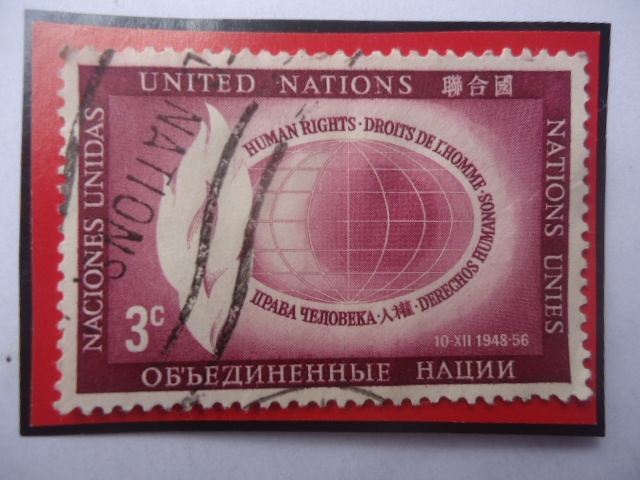 UNITED NATIONS 聯合國
NACIONES UNIDAS
NATIONS UNIES
HUMAN RIGHTS · DROITS DE L'HOMME · DERECHOS HUMANOS · 人權 · ПРАВА ЧЕЛОВЕКА
3c
10-XII 1948-56
ОБЪЕДИНЕННЫЕ НАЦИИ
NATIONS